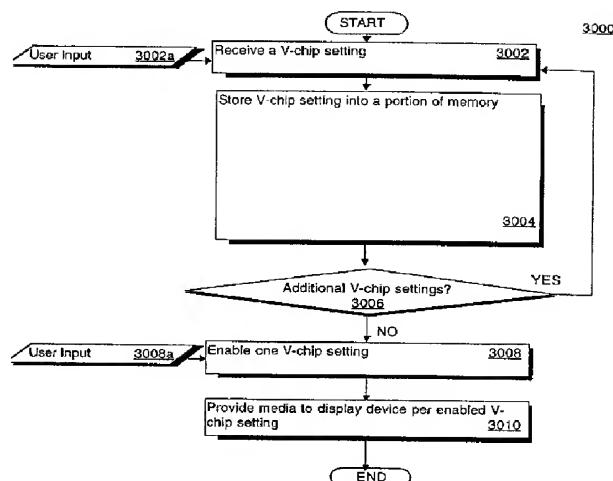 START
3000
User Input 3002a
Receive a V-chip setting 3002
Store V-chip setting into a portion of memory
3004
Additional V-chip settings?
3006
YES
NO
User Input 3008a
Enable one V-chip setting 3008
Provide media to display device per enabled V-
chip setting 3010
END